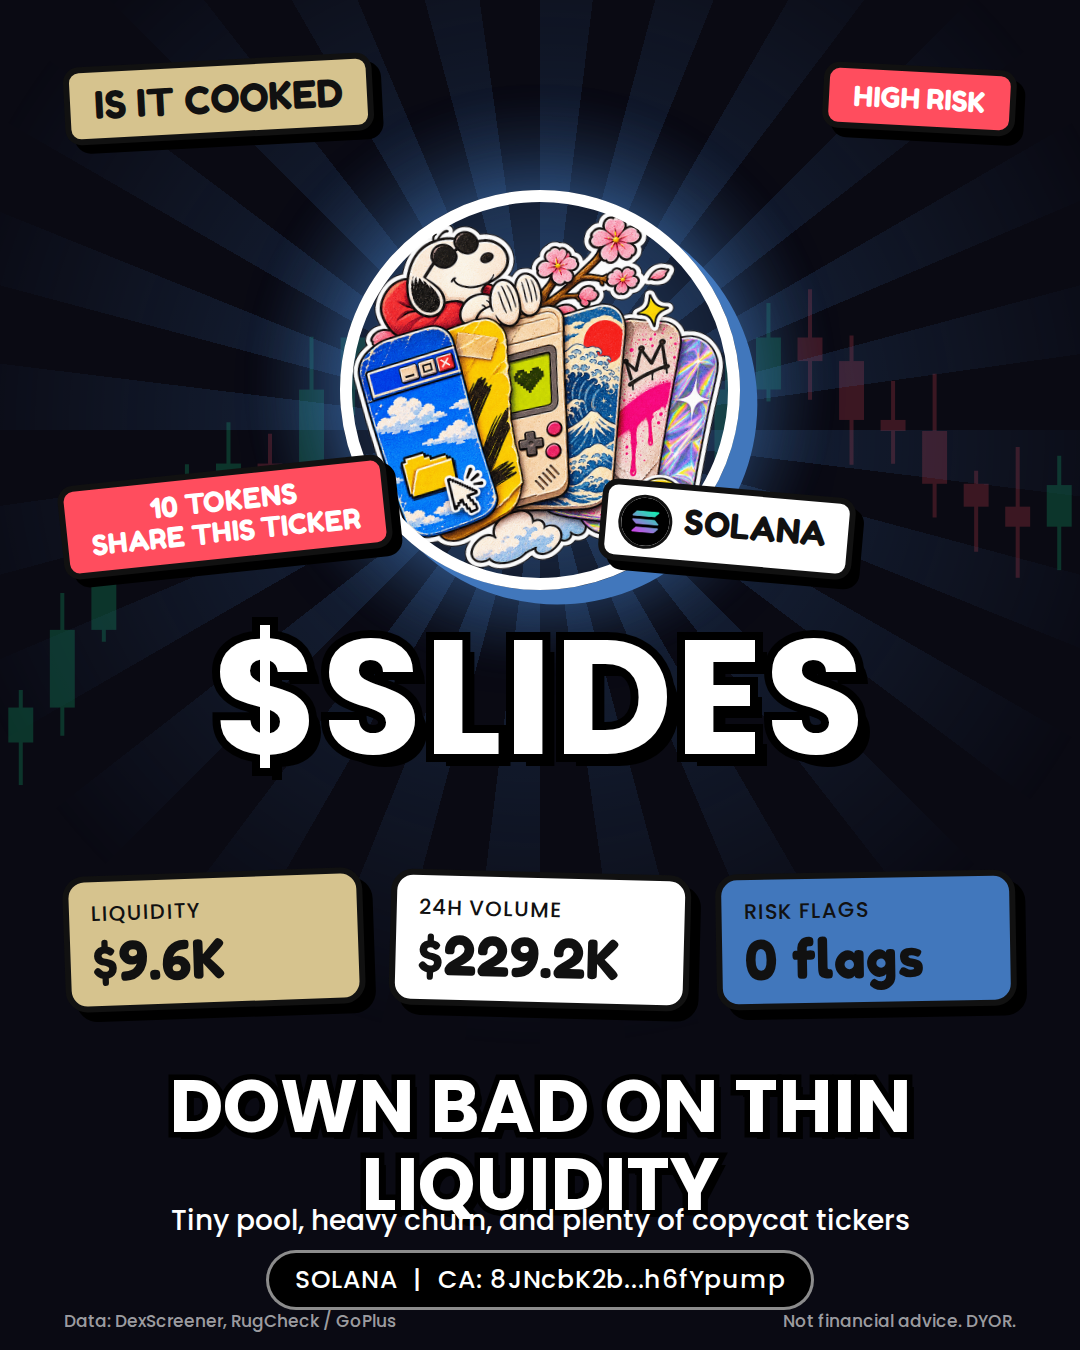 IS IT COOKED
HIGH RISK
10 TOKENS
SHARE THIS TICKER
SOLANA
$SLIDES
LIQUIDITY
$9.6K
24H VOLUME
$229.2K
RISK FLAGS
0 flags
DOWN BAD ON THIN
LIQUIDITY
Tiny pool, heavy churn, and plenty of copycat tickers
SOLANA | CA: 8JNcbK2b...h6fYpump
Data: DexScreener, RugCheck / GoPlus
Not financial advice. DYOR.